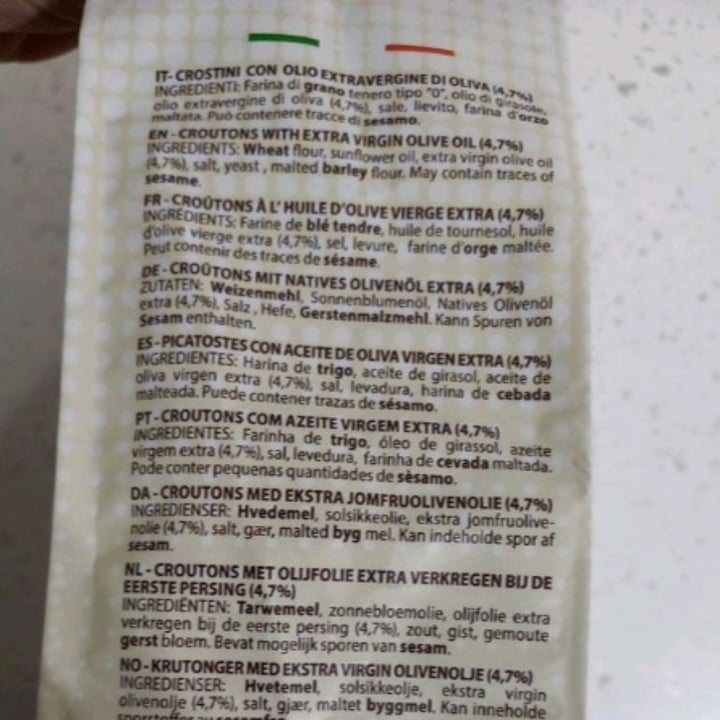 IT- CROSTINI CON OLIO EXTRAVERGINE DI OLIVA (4,7%)
INGREDIENTI: Farina di grano tenero tipo "0", olio di girasole,
olio extravergine di oliva (4,7%), sale, lievito, farina d'orzo
maltata. Può contenere tracce di sesamo.
EN - CROUTONS WITH EXTRA VIRGIN OLIVE OIL (4,7%)
INGREDIENTS: Wheat flour, sunflower oil, extra virgin olive oil
(4,7%), salt, yeast , malted barley flour. May contain traces of
sesame.
FR - CROÛTONS À L' HUILE D'OLIVE VIERGE EXTRA (4,7%)
INGRÉDIENTS: Farine de blé tendre, huile de tournesol, huile
d'olive vierge extra (4,7%), sel, levure, farine d'orge maltée.
Peut contenir des traces de sésame.
DE - CROÛTONS MIT NATIVES OLIVENÖL EXTRA (4,7%)
ZUTATEN: Weizenmehl, Sonnenblumenöl, Natives Olivenöl
extra (4,7%), Salz , Hefe, Gerstenmalzmehl. Kann Spuren von
Sesam enthalten.
ES - PICATOSTES CON ACEITE DE OLIVA VIRGEN EXTRA (4,7%)
INGREDIENTES: Harina de trigo, aceite de girasol, aceite de
oliva virgen extra (4,7%), sal, levadura, harina de cebada
malteada. Puede contener trazas de sésamo.
PT - CROUTONS COM AZEITE VIRGEM EXTRA (4,7%)
INGREDIENTES: Farinha de trigo, óleo de girassol, azeite
virgem extra (4,7%), sal, levedura, farinha de cevada maltada.
Pode conter pequenas quantidades de sèsamo.
DA - CROUTONS MED EKSTRA JOMFRUOLIVENOLIE (4,7%)
INGREDIENSER: Hvedemel, solsikkeolie, ekstra jomfruolive-
nolie (4,7%), salt, gær, malted byg mel. Kan indeholde spor af
sesam.
NL - CROUTONS MET OLIJFOLIE EXTRA VERKREGEN BIJ DE
EERSTE PERSING (4,7%)
INGREDIËNTEN: Tarwemeel, zonnebloemolie, olijfolie extra
verkregen bij de eerste persing (4,7%), zout, gist, gemoute
gerst bloem. Bevat mogelijk sporen van sesam.
NO - KRUTONGER MED EKSTRA VIRGIN OLIVENOLJE (4,7%)
INGREDIENSER: Hvetemel, solsikkeolje, ekstra virgin
olivenolje (4,7%), salt, gjær, maltet byggmel. Kan inneholde